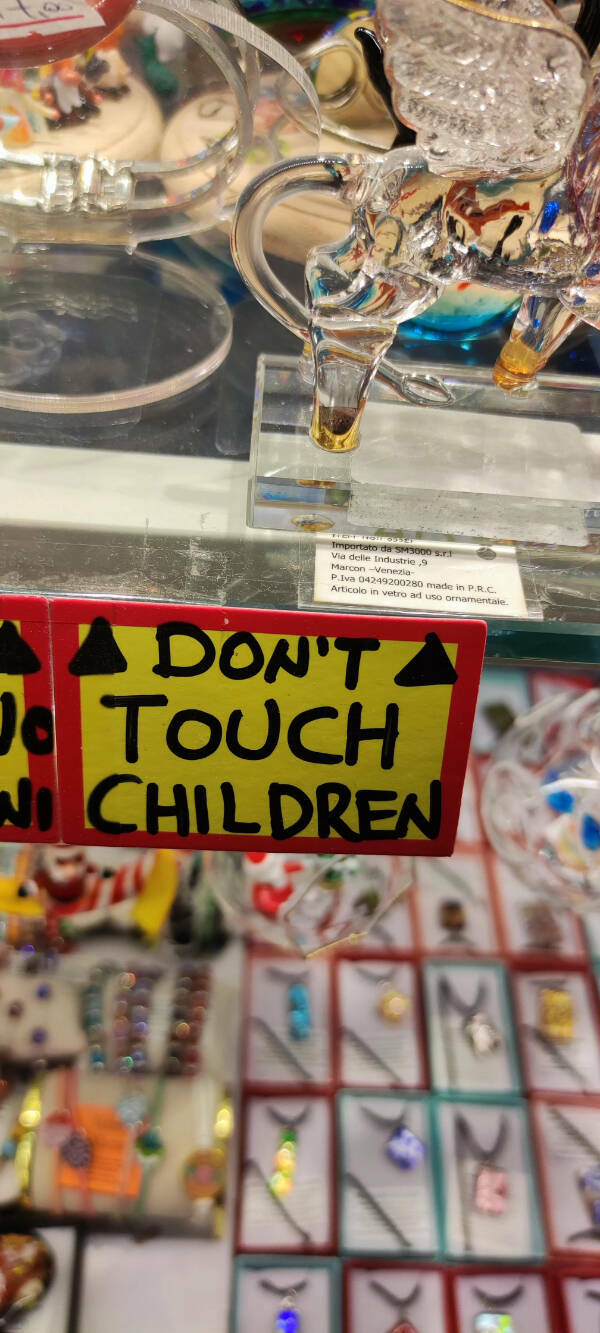 Importato da SM3000 s.r.l
Via delle Industrie ,9
Marcon -Venezia-
P.Iva 04249200280 made in P.R.C.
Articolo in vetro ad uso ornamentale.
DON'T
TOUCH
CHILDREN